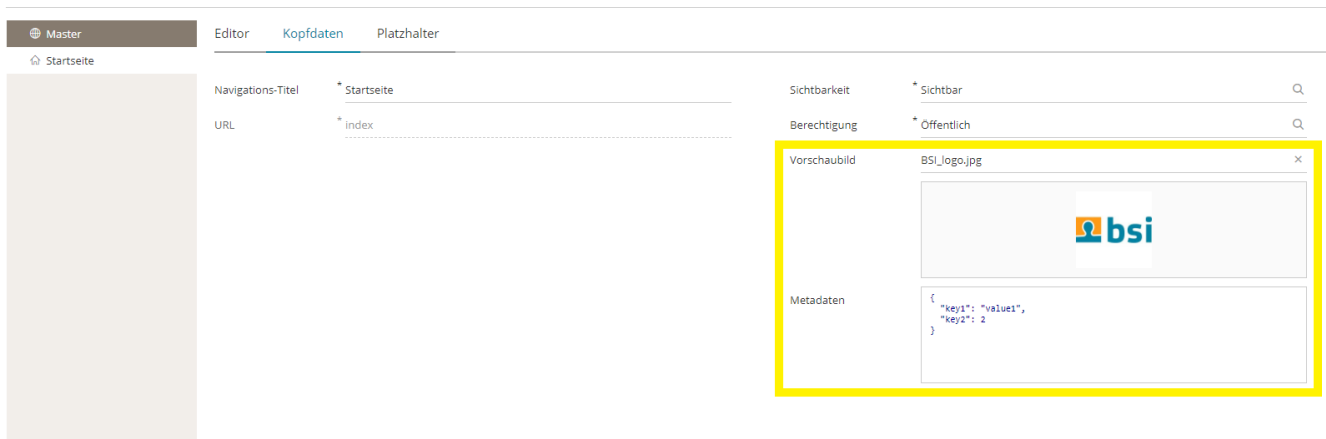 Master
Startseite
Editor Kopfdaten Platzhalter
Navigations-Titel * Startseite
URL * index
Sichtbarkeit * Sichtbar
Berechtigung * Öffentlich
Vorschaubild BSI_logo.jpg
bsi
Metadaten
{
"key1": "value1",
"key2": 2
}